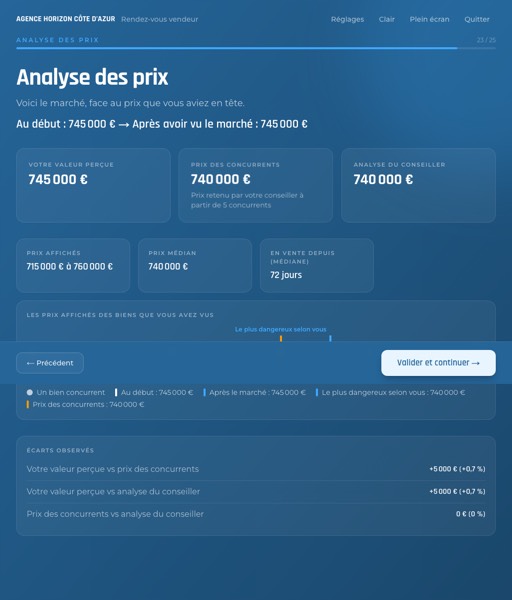 AGENCE HORIZON CÔTE D'AZUR Rendez-vous vendeur Réglages Clair Plein écran Quitter
ANALYSE DES PRIX 23 / 25
Analyse des prix
Voici le marché, face au prix que vous aviez en tête.
Au début : 745 000 € → Après avoir vu le marché : 745 000 €
VOTRE VALEUR PERÇUE
745 000 €
PRIX DES CONCURRENTS
740 000 €
Prix retenu par votre conseiller à
partir de 5 concurrents
ANALYSE DU CONSEILLER
740 000 €
PRIX AFFICHÉS
715 000 € à 760 000 €
PRIX MÉDIAN
740 000 €
EN VENTE DEPUIS
(MÉDIANE)
72 jours
LES PRIX AFFICHÉS DES BIENS QUE VOUS AVEZ VUS
Le plus dangereux selon vous
← Précédent
Valider et continuer →
Un bien concurrent Au début : 745 000 € Après le marché : 745 000 € Le plus dangereux selon vous : 740 000 €
Prix des concurrents : 740 000 €
ÉCARTS OBSERVÉS
Votre valeur perçue vs prix des concurrents +5 000 € (+0,7 %)
Votre valeur perçue vs analyse du conseiller +5 000 € (+0,7 %)
Prix des concurrents vs analyse du conseiller 0 € (0 %)